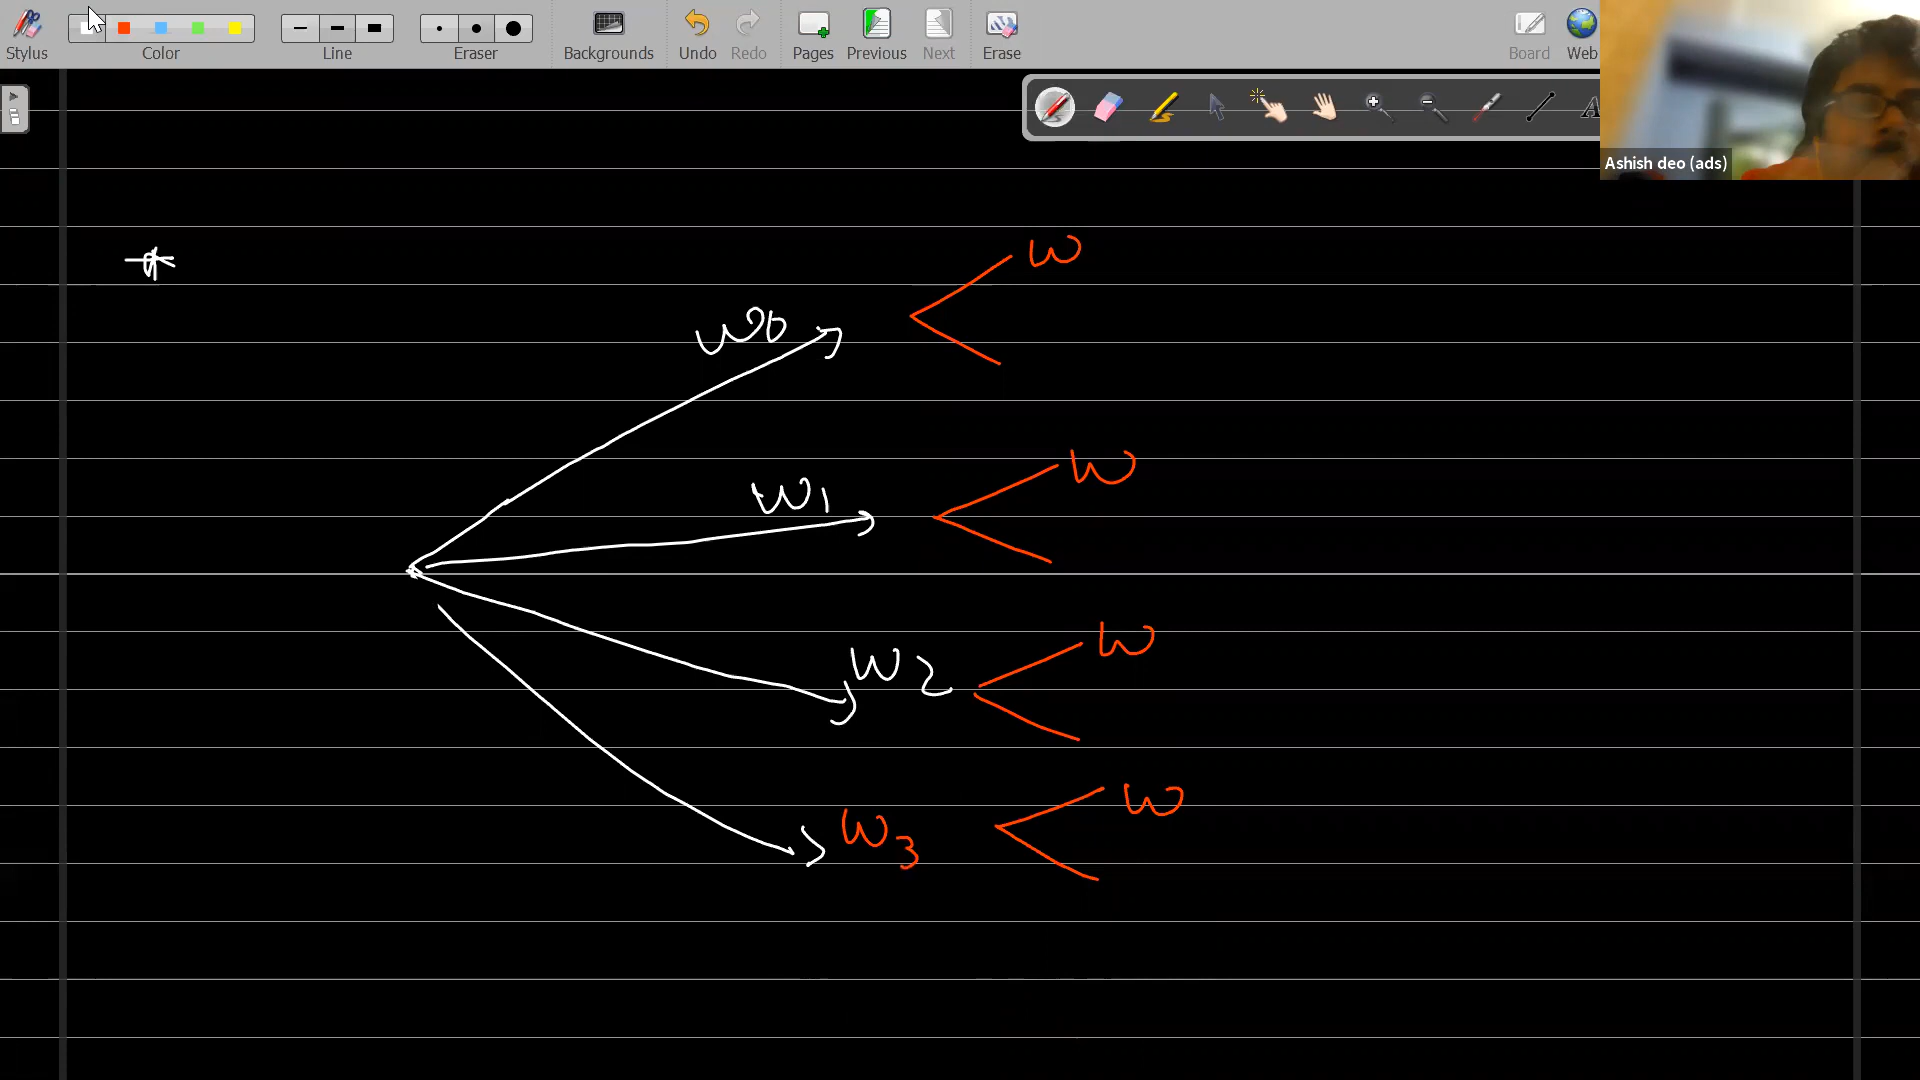 Stylus Color Line Eraser Backgrounds Undo Redo Pages Previous Next Erase Board Web
A
Ashish deo (ads)
*
W
W0
W
W1
W
W2
W
W3